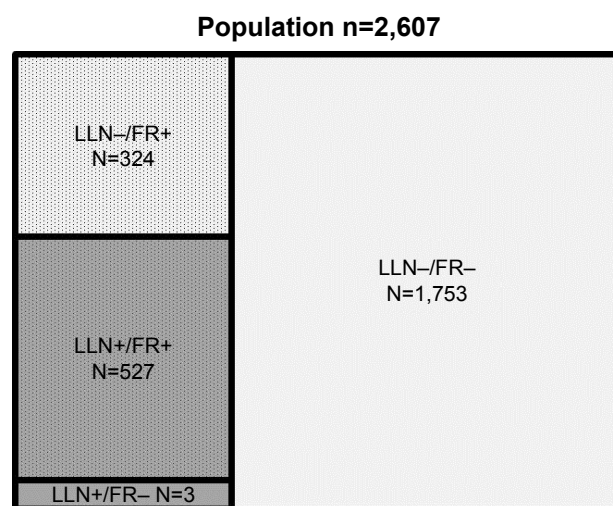 Population n=2,607
LLN–/FR+
N=324
LLN–/FR–
N=1,753
LLN+/FR+
N=527
LLN+/FR– N=3